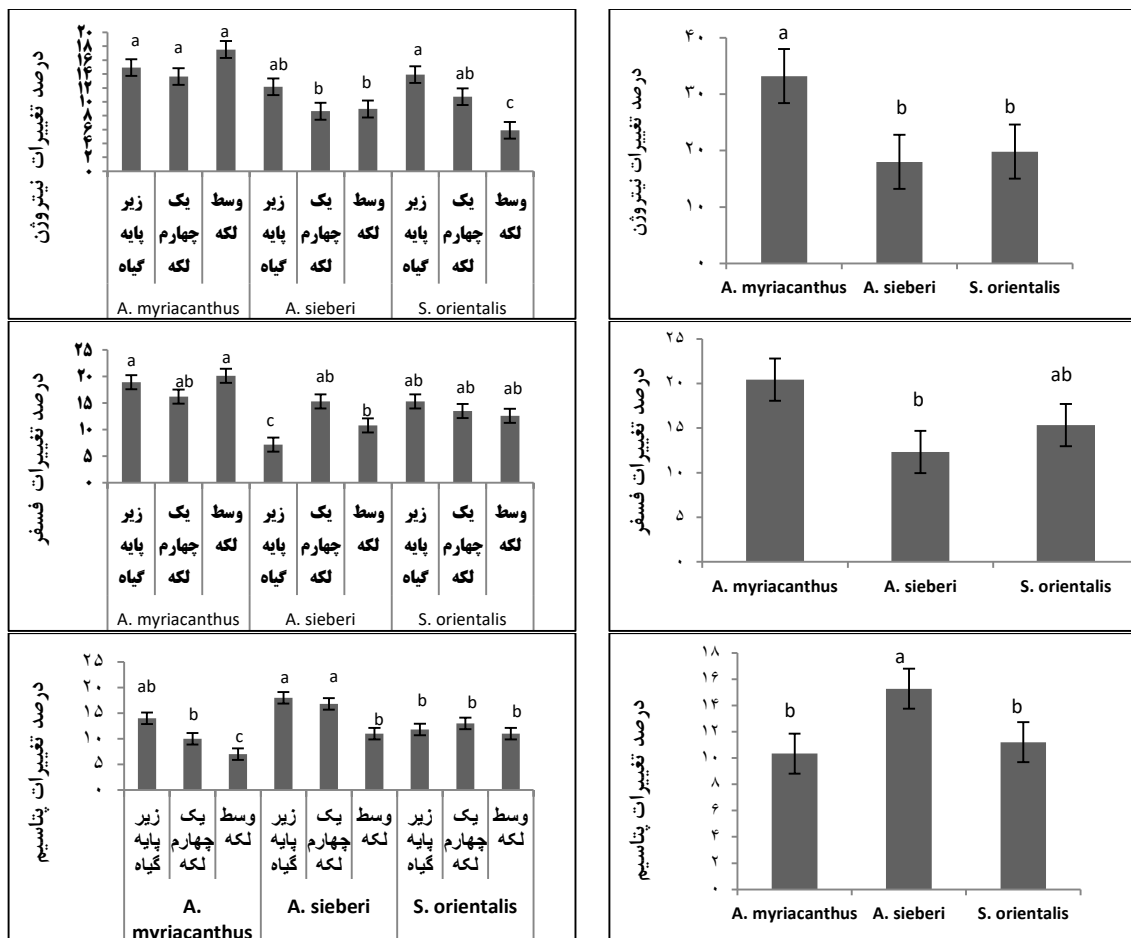 درصد تغییرات نیتروژن
۲۰
۱۸
۱۶
۱۴
۱۲
۱۰
۸
۶
۴
۲
۰
a a a ab b b a ab c
زیر پایه گیاه
یک چهارم لکه
وسط لکه
زیر پایه گیاه
یک چهارم لکه
وسط لکه
زیر پایه گیاه
یک چهارم لکه
وسط لکه
A. myriacanthus A. sieberi S. orientalis
درصد تغییرات نیتروژن
۴۰
۳۰
۲۰
۱۰
۰
a b b
A. myriacanthus A. sieberi S. orientalis
درصد تغییرات فسفر
۲۵
۲۰
۱۵
۱۰
۵
۰
a ab a c ab b ab ab ab
زیر پایه گیاه
یک چهارم لکه
وسط لکه
زیر پایه گیاه
یک چهارم لکه
وسط لکه
زیر پایه گیاه
یک چهارم لکه
وسط لکه
A. myriacanthus A. sieberi S. orientalis
درصد تغییرات فسفر
۲۵
۲۰
۱۵
۱۰
۵
۰
b ab
A. myriacanthus A. sieberi S. orientalis
درصد تغییرات پتاسیم
۲۵
۲۰
۱۵
۱۰
۵
۰
ab b c a a b b b b
زیر پایه گیاه
یک چهارم لکه
وسط لکه
زیر پایه گیاه
یک چهارم لکه
وسط لکه
زیر پایه گیاه
یک چهارم لکه
وسط لکه
A. myriacanthus A. sieberi S. orientalis
درصد تغییرات پتاسیم
۱۸
۱۶
۱۴
۱۲
۱۰
۸
۶
۴
۲
۰
b a b
A. myriacanthus A. sieberi S. orientalis